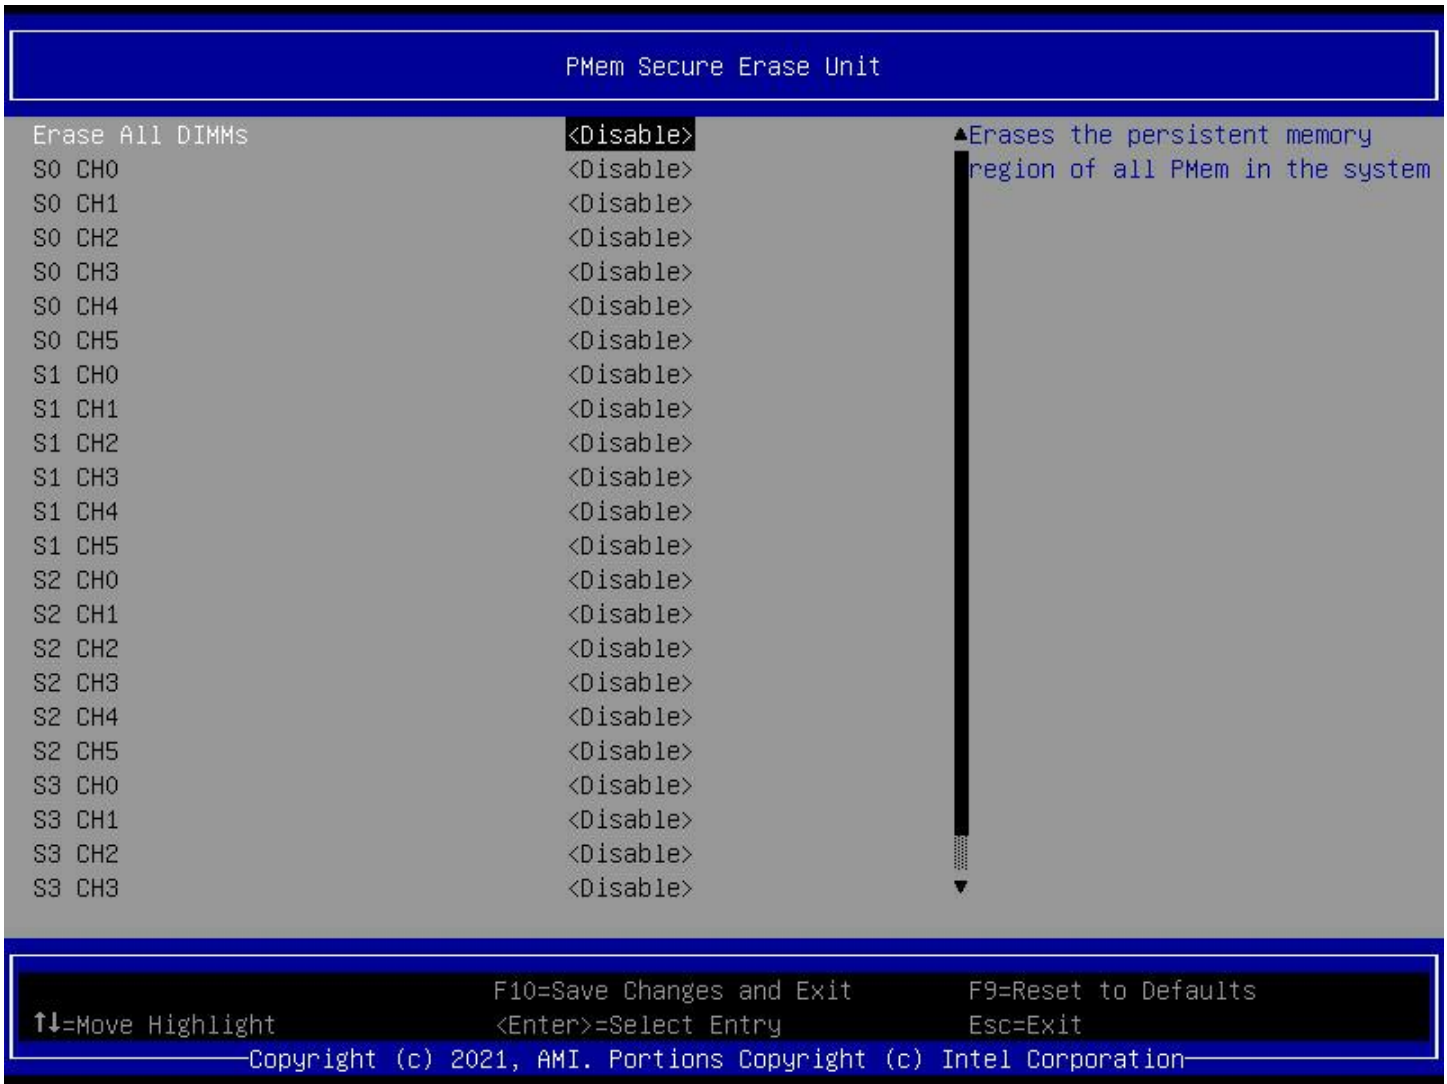 PMem Secure Erase Unit
Erase All DIMMs <Disable> ▲Erases the persistent memory
S0 CH0 <Disable> region of all PMem in the system
S0 CH1 <Disable>
S0 CH2 <Disable>
S0 CH3 <Disable>
S0 CH4 <Disable>
S0 CH5 <Disable>
S1 CH0 <Disable>
S1 CH1 <Disable>
S1 CH2 <Disable>
S1 CH3 <Disable>
S1 CH4 <Disable>
S1 CH5 <Disable>
S2 CH0 <Disable>
S2 CH1 <Disable>
S2 CH2 <Disable>
S2 CH3 <Disable>
S2 CH4 <Disable>
S2 CH5 <Disable>
S3 CH0 <Disable>
S3 CH1 <Disable>
S3 CH2 <Disable>
S3 CH3 <Disable> ▼
F10=Save Changes and Exit F9=Reset to Defaults
↑↓=Move Highlight <Enter>=Select Entry Esc=Exit
Copyright (c) 2021, AMI. Portions Copyright (c) Intel Corporation